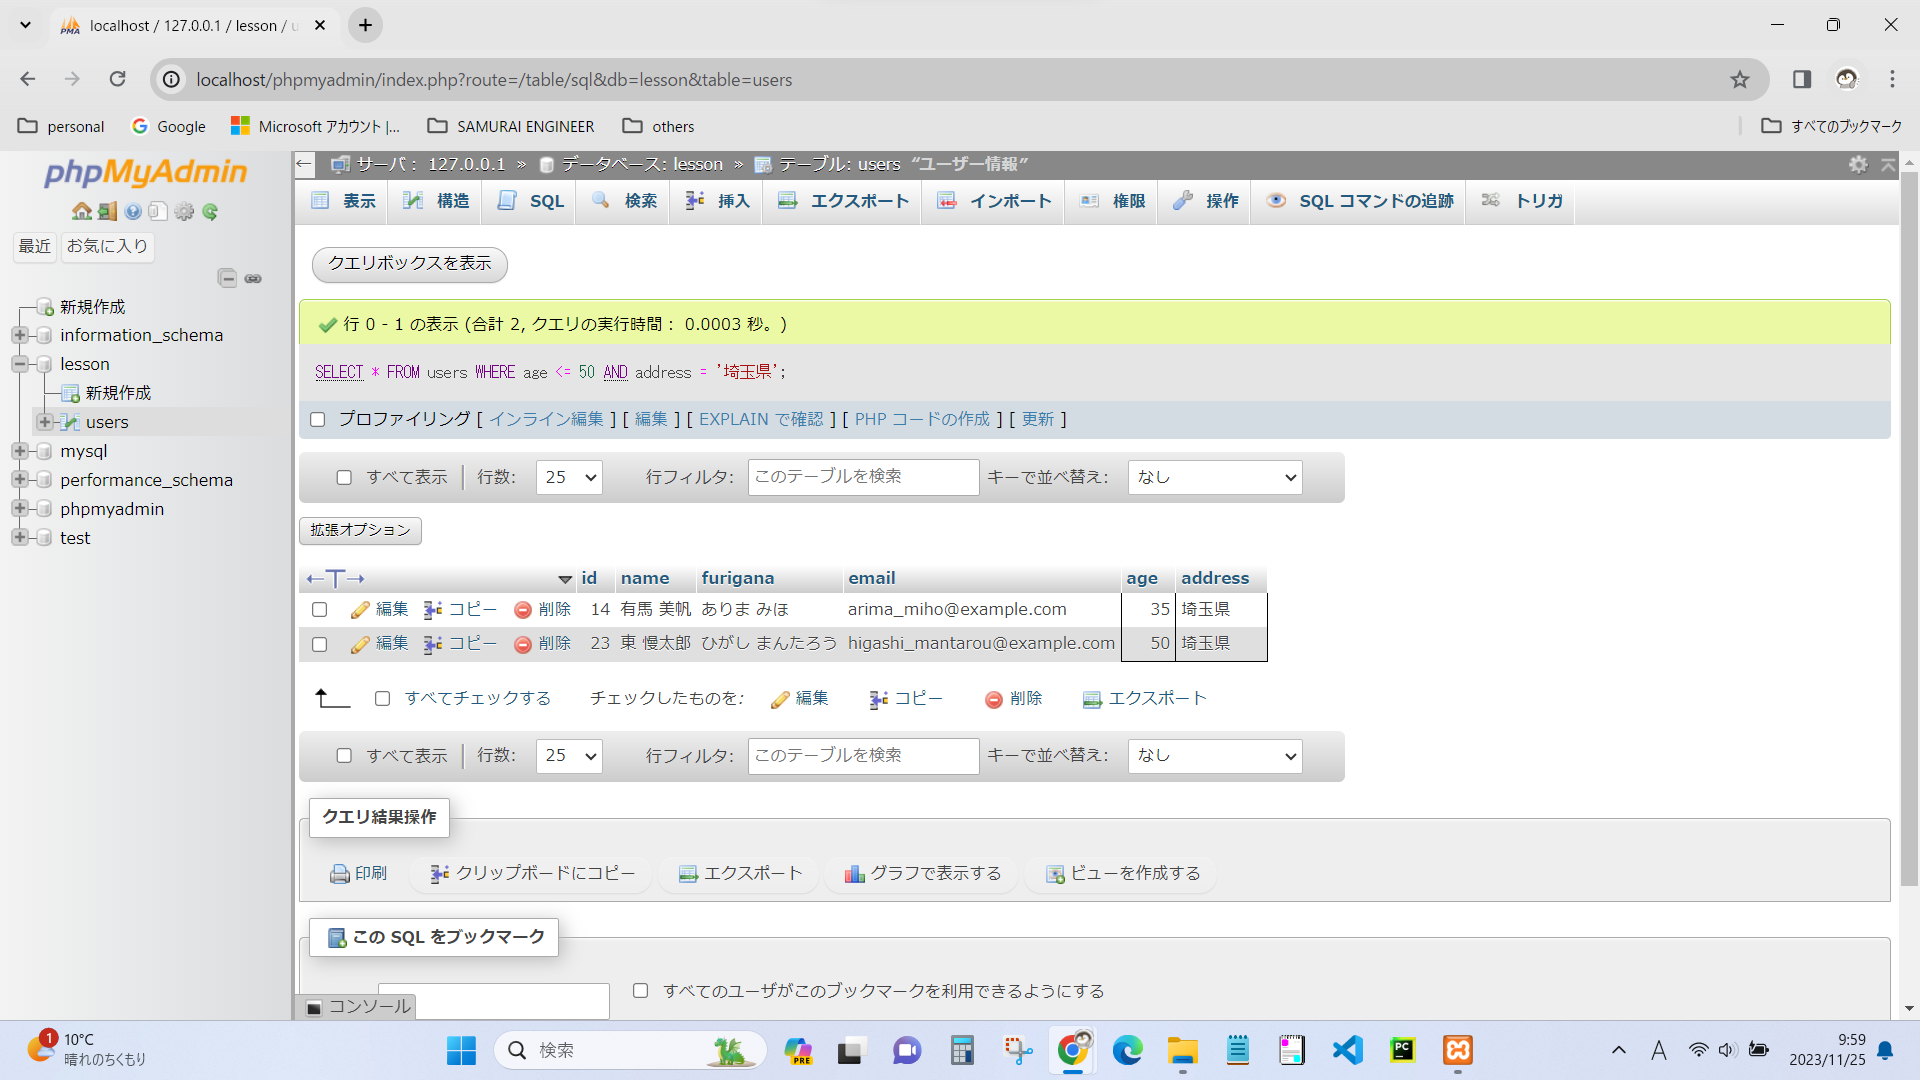 localhost / 127.0.0.1 / lesson / u
localhost/phpmyadmin/index.php?route=/table/sql&db=lesson&table=users
personal Google Microsoft アカウント |... SAMURAI ENGINEER others すべてのブックマーク
phpMyAdmin
最近 お気に入り
新規作成
information_schema
lesson
新規作成
users
mysql
performance_schema
phpmyadmin
test
サーバ: 127.0.0.1 » データベース: lesson » テーブル: users “ユーザー情報”
表示 構造 SQL 検索 挿入 エクスポート インポート 権限 操作 SQL コマンドの追跡 トリガ
クエリボックスを表示
行 0 - 1 の表示 (合計 2, クエリの実行時間: 0.0003 秒。)
SELECT * FROM users WHERE age <= 50 AND address = '埼玉県';
プロファイリング [ インライン編集 ] [ 編集 ] [ EXPLAIN で確認 ] [ PHP コードの作成 ] [ 更新 ]
すべて表示 行数: 25 行フィルタ: このテーブルを検索 キーで並べ替え: なし
拡張オプション
←T→ id name furigana email age address
編集 コピー 削除 14 有馬 美帆 ありま みほ arima_miho@example.com 35 埼玉県
編集 コピー 削除 23 東 慢太郎 ひがし まんたろう higashi_mantarou@example.com 50 埼玉県
すべてチェックする チェックしたものを: 編集 コピー 削除 エクスポート
すべて表示 行数: 25 行フィルタ: このテーブルを検索 キーで並べ替え: なし
クエリ結果操作
印刷 クリップボードにコピー エクスポート グラフで表示する ビューを作成する
この SQL をブックマーク
すべてのユーザがこのブックマークを利用できるようにする
コンソール
1
10°C
晴れのちくもり
検索
PRE
PC
A
9:59
2023/11/25